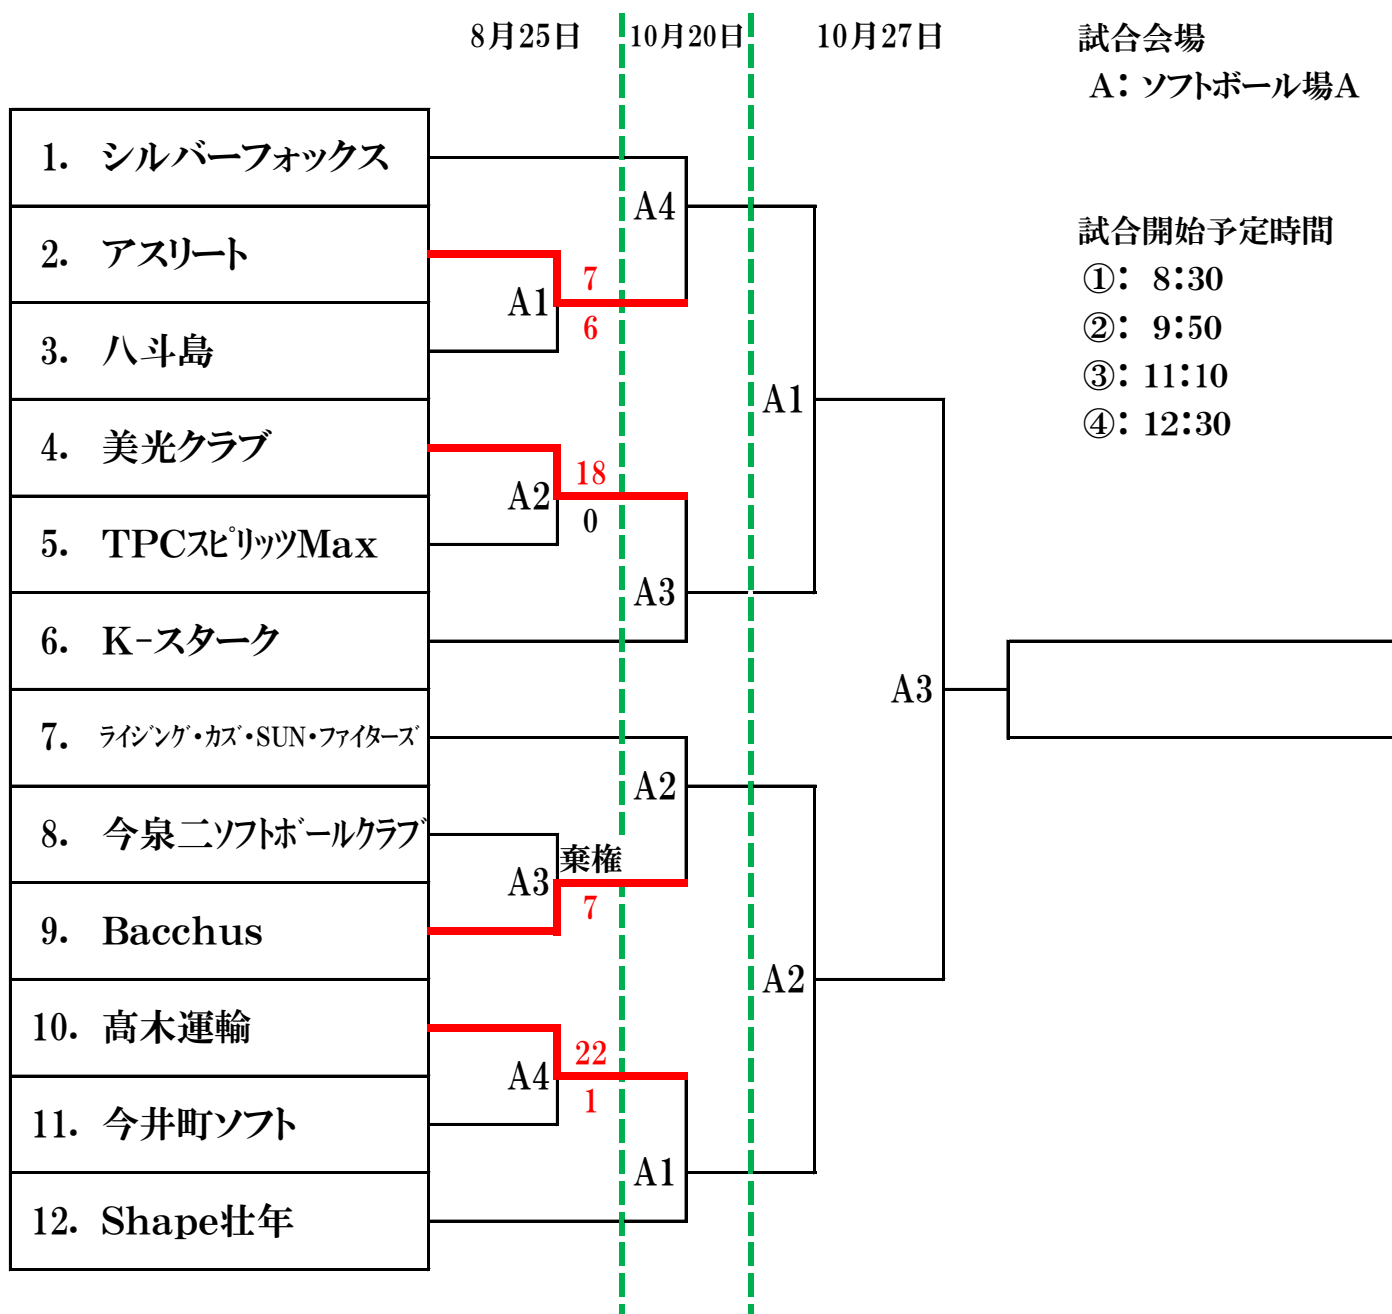 8月25日
10月20日
10月27日
試合会場
A：ソフトボール場A
試合開始予定時間
①： 8：30
②： 9：50
③：11：10
④：12：30
1. シルバーフォックス
2. アスリート
3. 八斗島
4. 美光クラブ
5. TPCスピリッツMax
6. K-スターク
7. ライジング・カズ・SUN・ファイターズ
8. 今泉二ソフトボールクラブ
9. Bacchus
10. 髙木運輸
11. 今井町ソフト
12. Shape壮年
A1
7
6
A2
18
0
A3
棄権
7
A4
22
1
A4
A3
A2
A1
A1
A2
A3